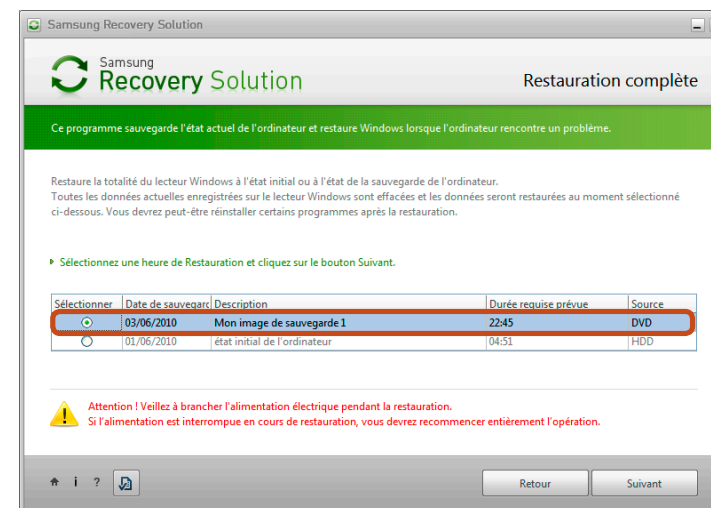 Samsung Recovery Solution
Samsung
Recovery Solution
Restauration complète
Ce programme sauvegarde l'état actuel de l'ordinateur et restaure Windows lorsque l'ordinateur rencontre un problème.
Restaure la totalité du lecteur Windows à l'état initial ou à l'état de la sauvegarde de l'ordinateur.
Toutes les données actuelles enregistrées sur le lecteur Windows sont effacées et les données seront restaurées au moment sélectionné
ci-dessous. Vous devrez peut-être réinstaller certains programmes après la restauration.
Sélectionnez une heure de Restauration et cliquez sur le bouton Suivant.
Sélectionner Date de sauvegarc Description Durée requise prévue Source
03/06/2010 Mon image de sauvegarde 1 22:45 DVD
01/06/2010 état initial de l'ordinateur 04:51 HDD
Attention ! Veillez à brancher l'alimentation électrique pendant la restauration.
Si l'alimentation est interrompue en cours de restauration, vous devrez recommencer entièrement l'opération.
i ? Retour Suivant